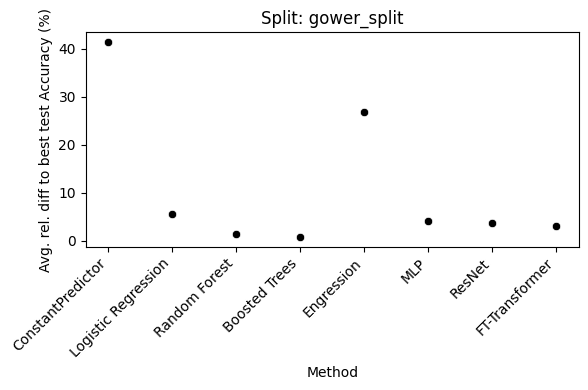 Split: gower_split
Avg. rel. diff to best test Accuracy (%)
40
30
20
10
0
ConstantPredictor
Logistic Regression
Random Forest
Boosted Trees
Engression
MLP
ResNet
FT-Transformer
Method